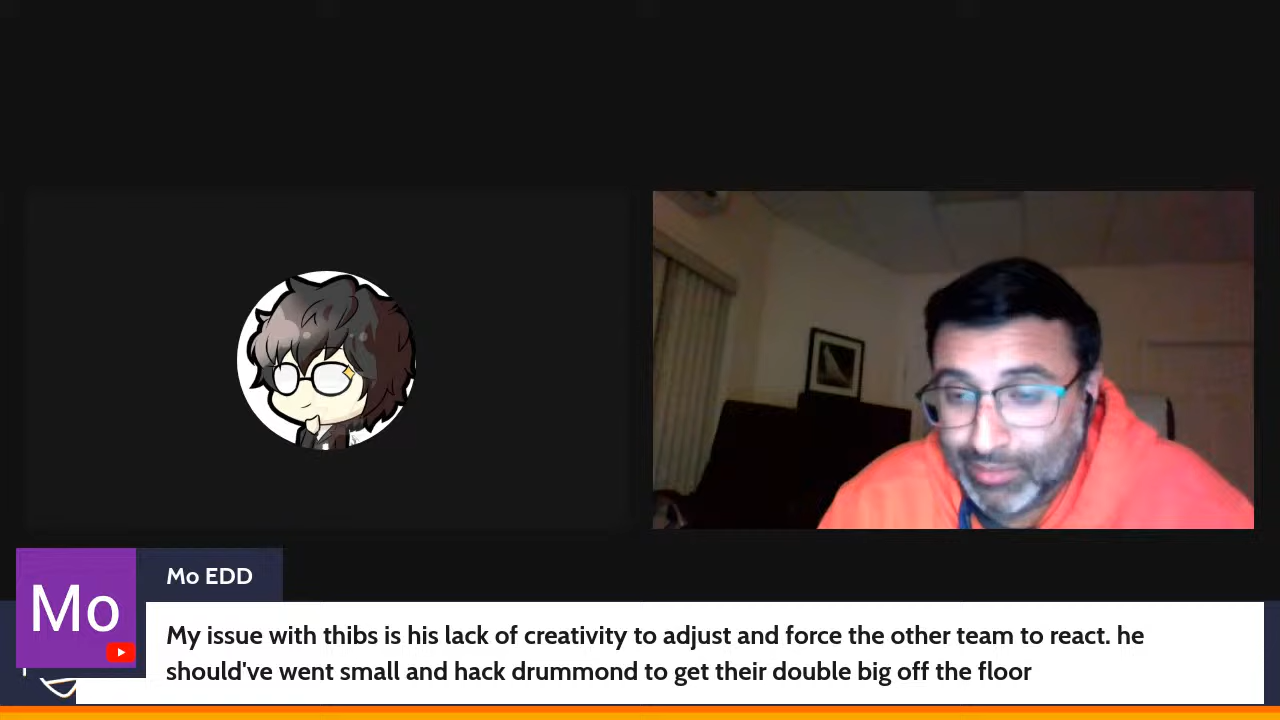 Mo EDD
Mo
My issue with thibs is his lack of creativity to adjust and force the other team to react. he
should've went small and hack drummond to get their double big off the floor